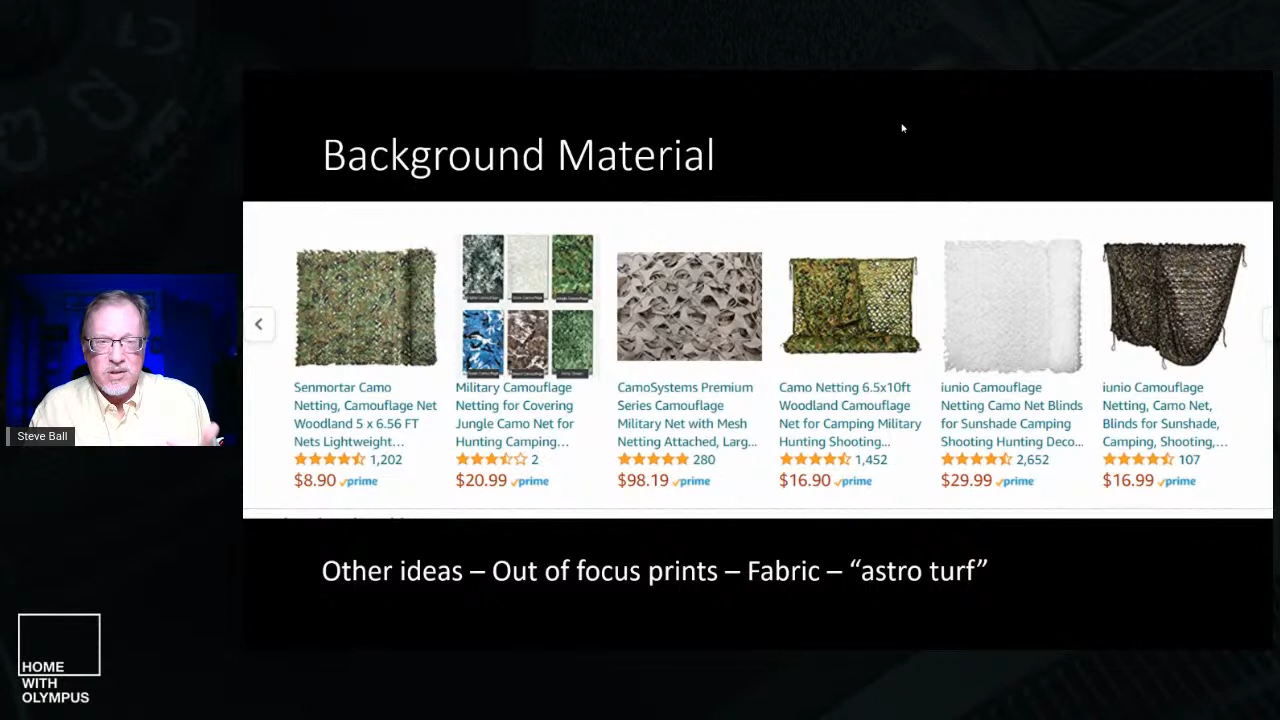 Background Material
Senmortar Camo
Netting, Camouflage Net
Woodland 5 x 6.56 FT
Nets Lightweight...
1,202
$8.90 prime
Military Camouflage
Netting for Covering
Jungle Camo Net for
Hunting Camping...
2
$20.99 prime
CamoSystems Premium
Series Camouflage
Military Net with Mesh
Netting Attached, Larg...
280
$98.19 prime
Camo Netting 6.5x10ft
Woodland Camouflage
Net for Camping Military
Hunting Shooting...
1,452
$16.90 prime
iunio Camouflage
Netting Camo Net Blinds
for Sunshade Camping
Shooting Hunting Deco...
2,652
$29.99 prime
iunio Camouflage
Netting, Camo Net,
Blinds for Sunshade,
Camping, Shooting,...
107
$16.99 prime
Other ideas – Out of focus prints – Fabric – “astro turf”
Steve Ball
HOME
WITH
OLYMPUS